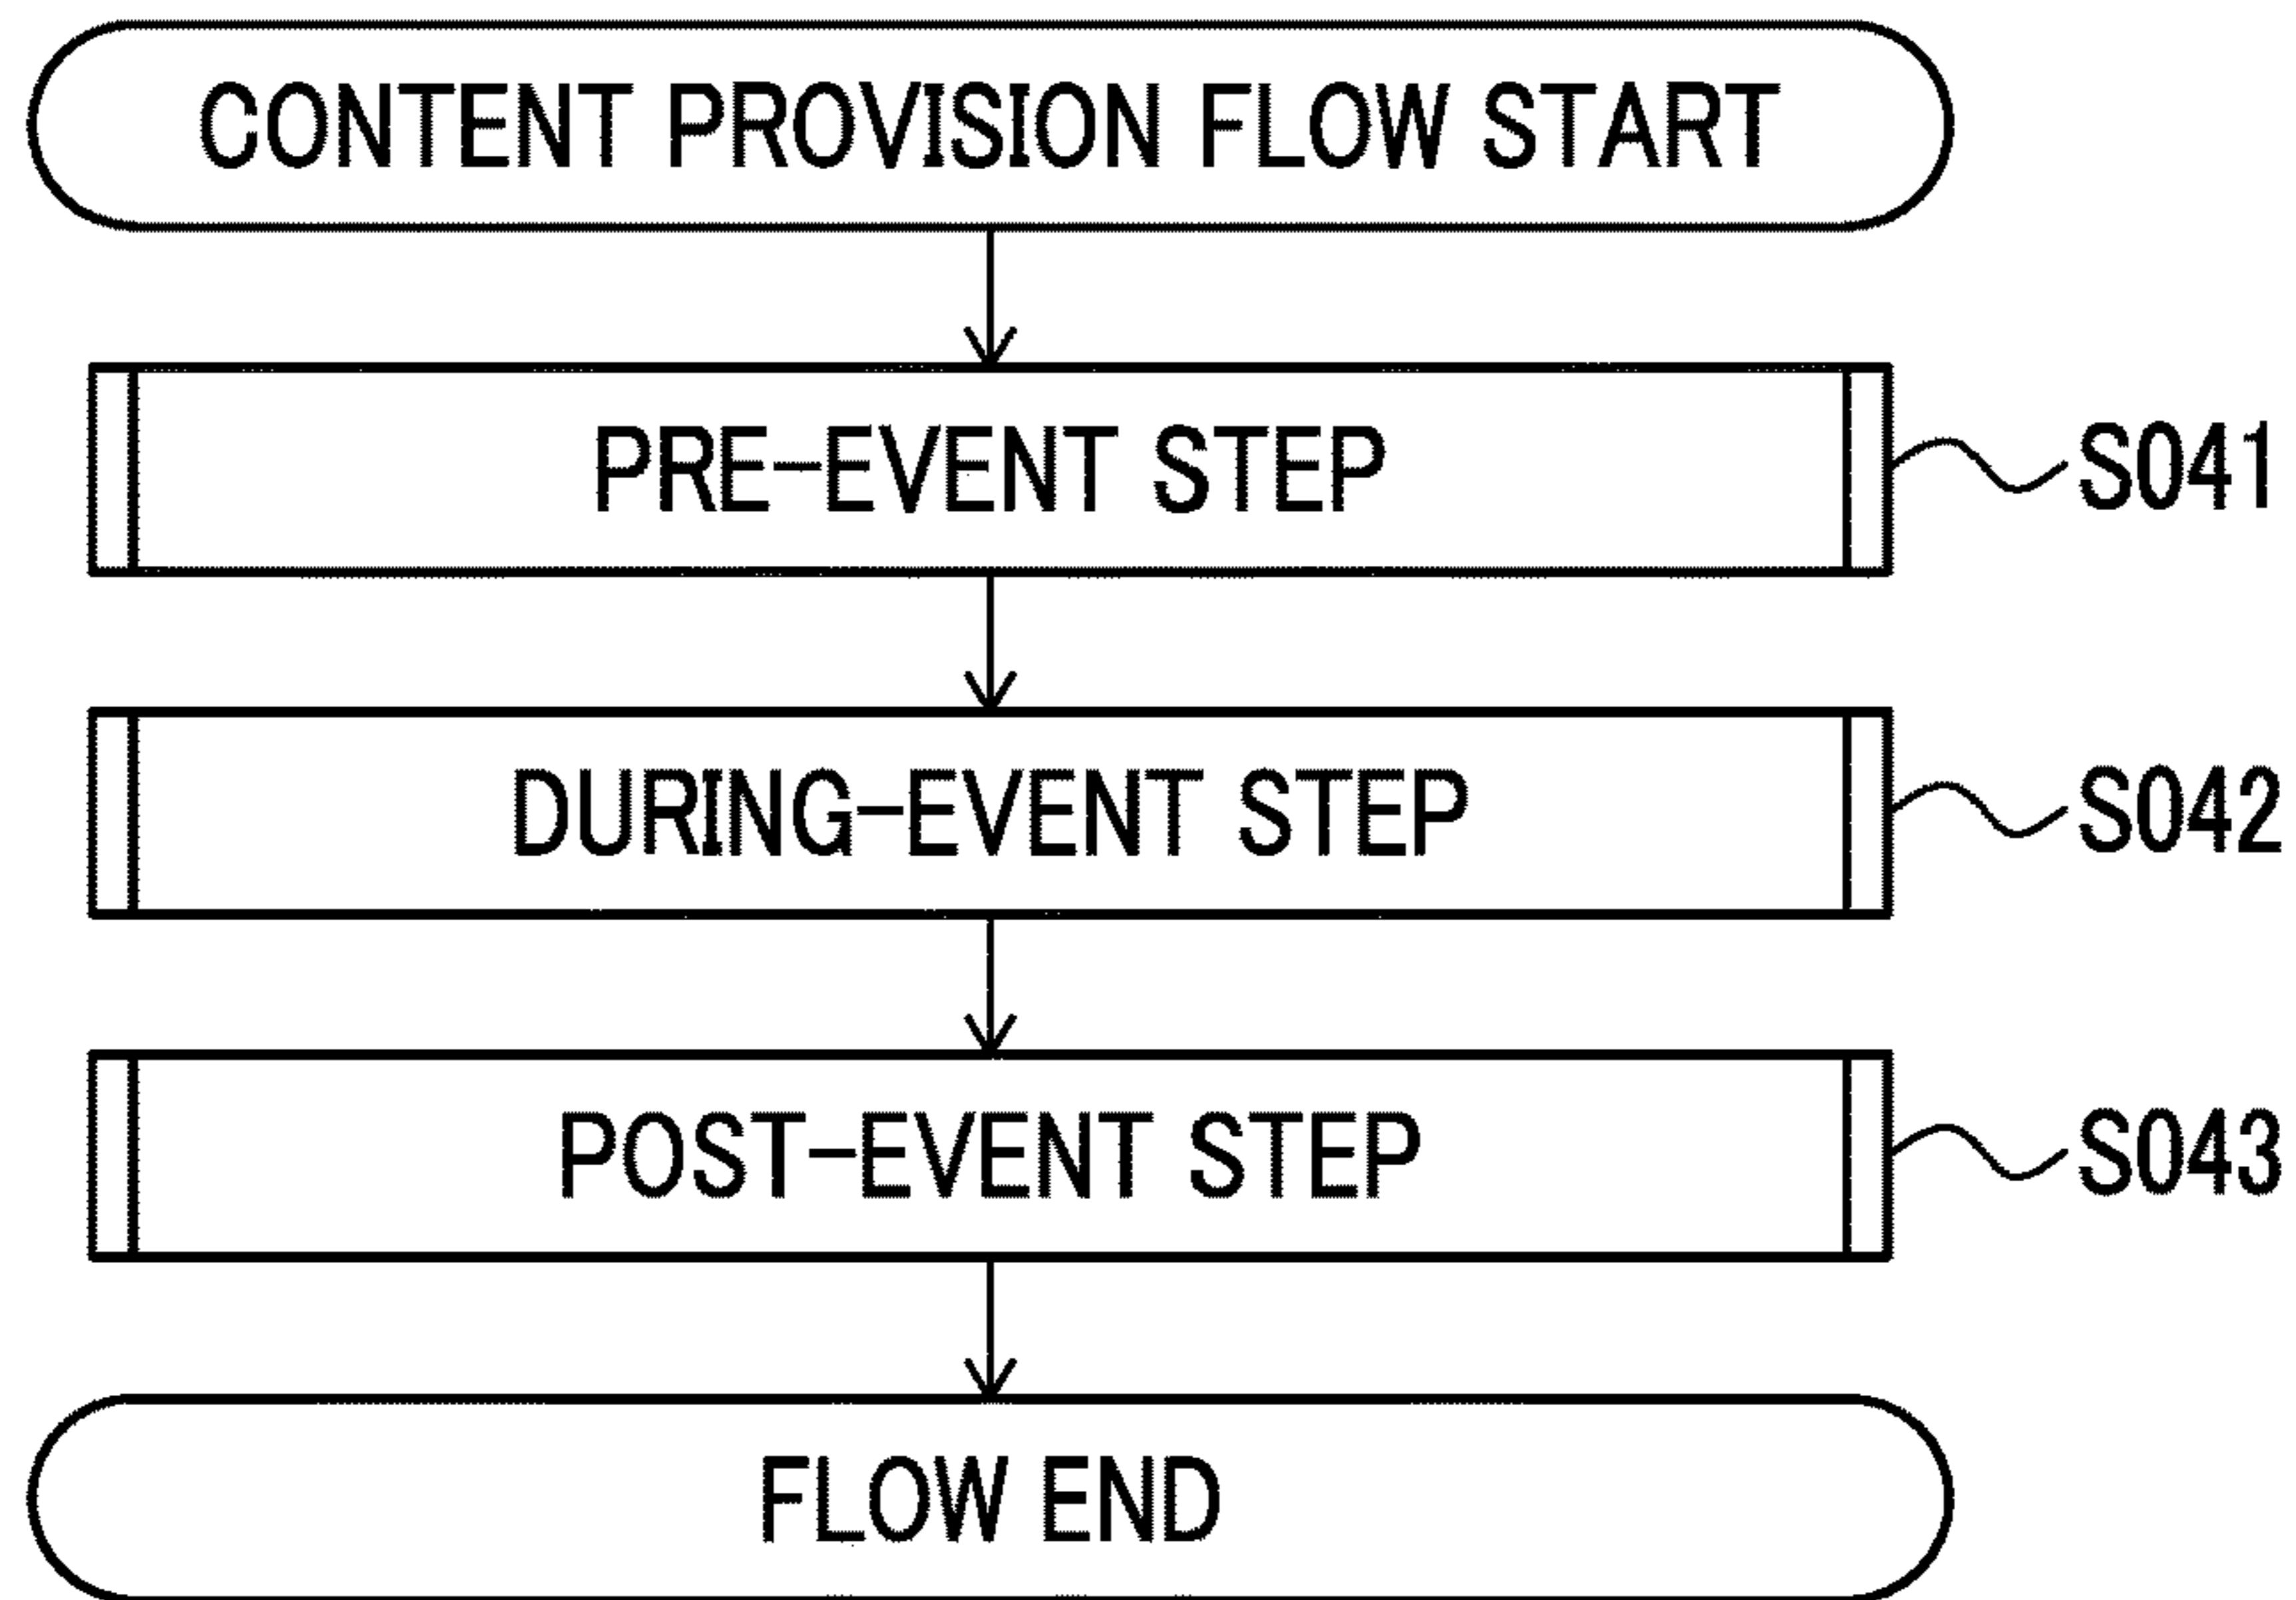 CONTENT PROVISION FLOW START
PRE-EVENT STEP S041
DURING-EVENT STEP S042
POST-EVENT STEP S043
FLOW END